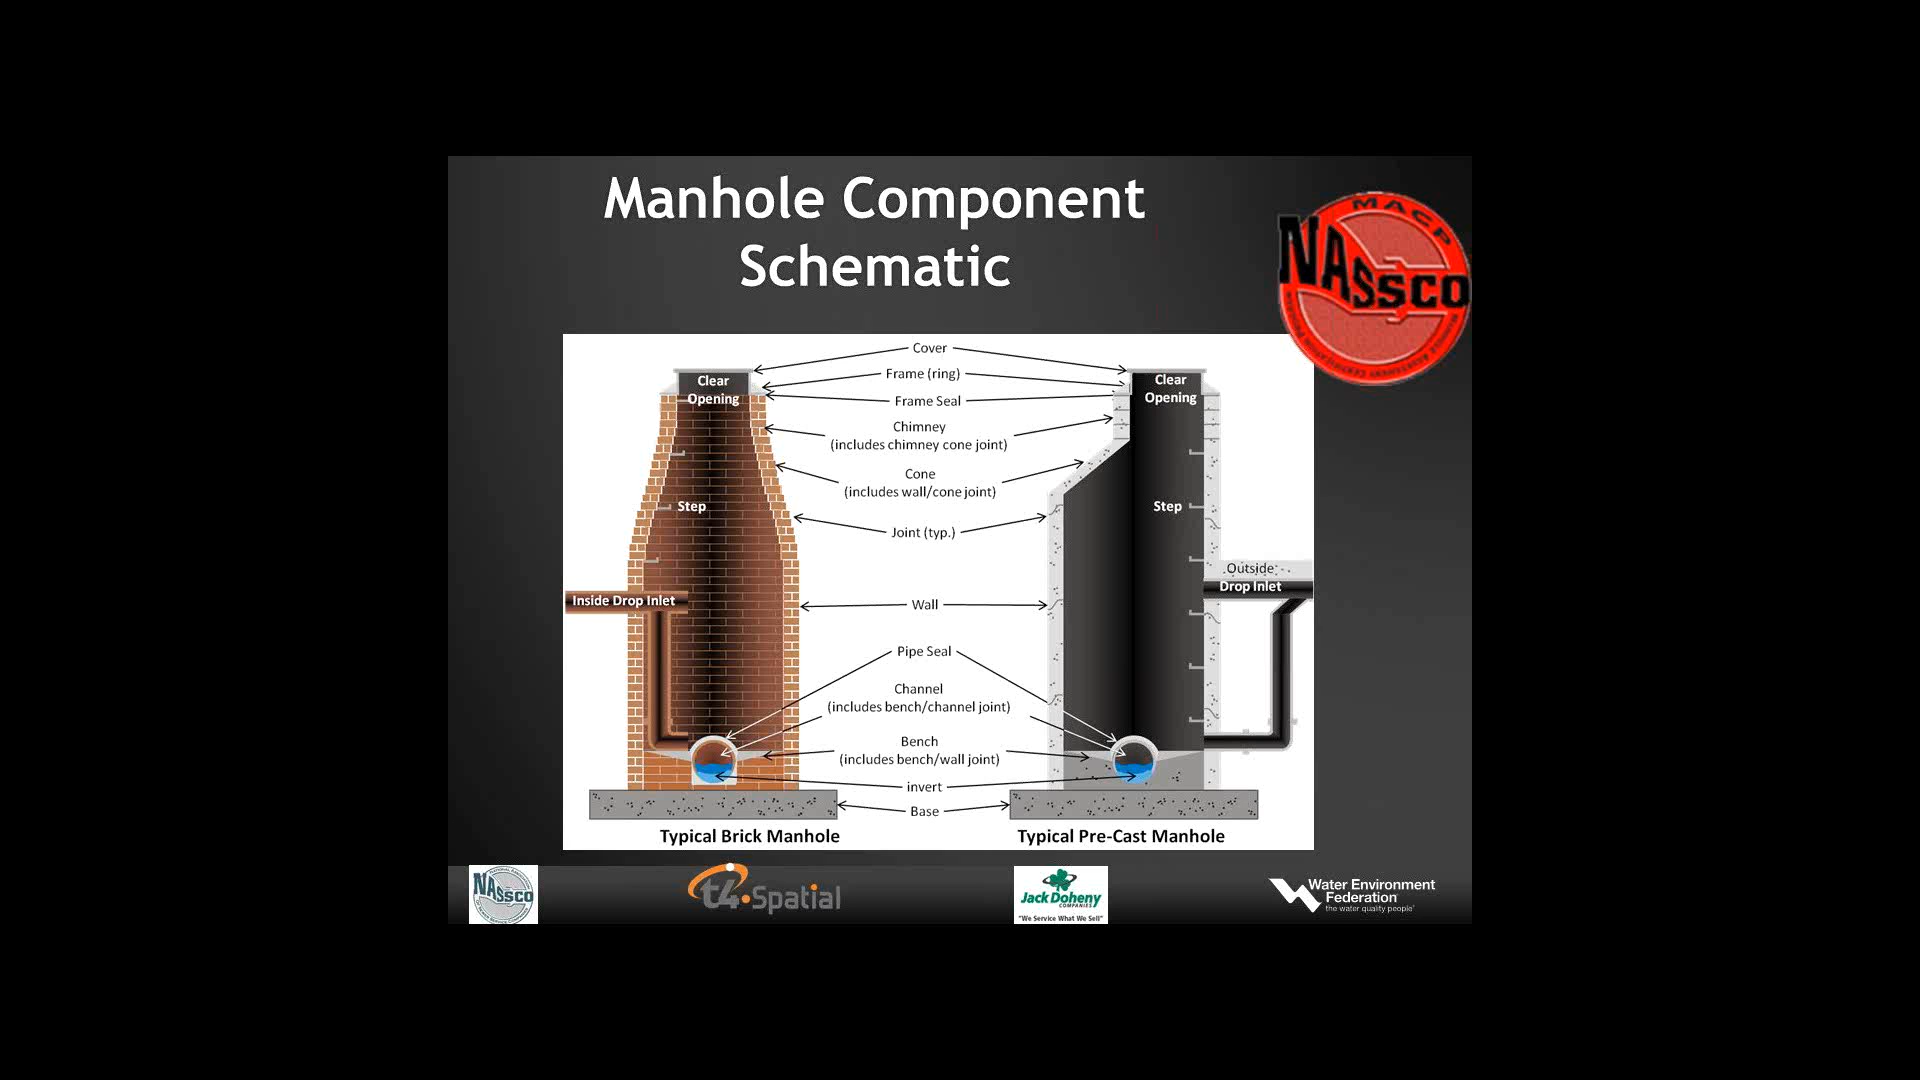 Manhole Component
Schematic
MACP
NASSCO
Cover
Frame (ring)
Frame Seal
Chimney
(includes chimney cone joint)
Cone
(includes wall/cone joint)
Joint (typ.)
Wall
Pipe Seal
Channel
(includes bench/channel joint)
Bench
(includes bench/wall joint)
invert
Base
Clear
Opening
Step
Inside Drop Inlet
Typical Brick Manhole
Clear
Opening
Step
Outside
Drop Inlet
Typical Pre-Cast Manhole
NASSCO
t4.Spatial
Jack Doheny
COMPANIES
"We Service What We Sell"
Water Environment
Federation
the water quality people